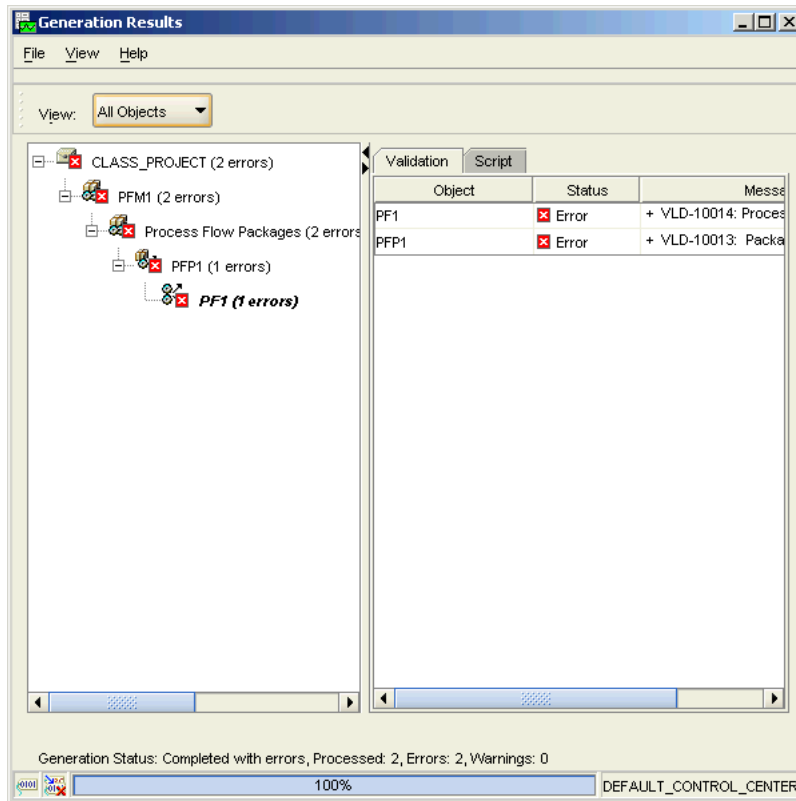 Generation Results
File View Help
View: All Objects
CLASS_PROJECT (2 errors)
PFM1 (2 errors)
Process Flow Packages (2 errors
PFP1 (1 errors)
PF1 (1 errors)
Validation Script
Object Status Messa
PF1 Error + VLD-10014: Proces
PFP1 Error + VLD-10013: Packa
Generation Status: Completed with errors, Processed: 2, Errors: 2, Warnings: 0
100% DEFAULT_CONTROL_CENTER